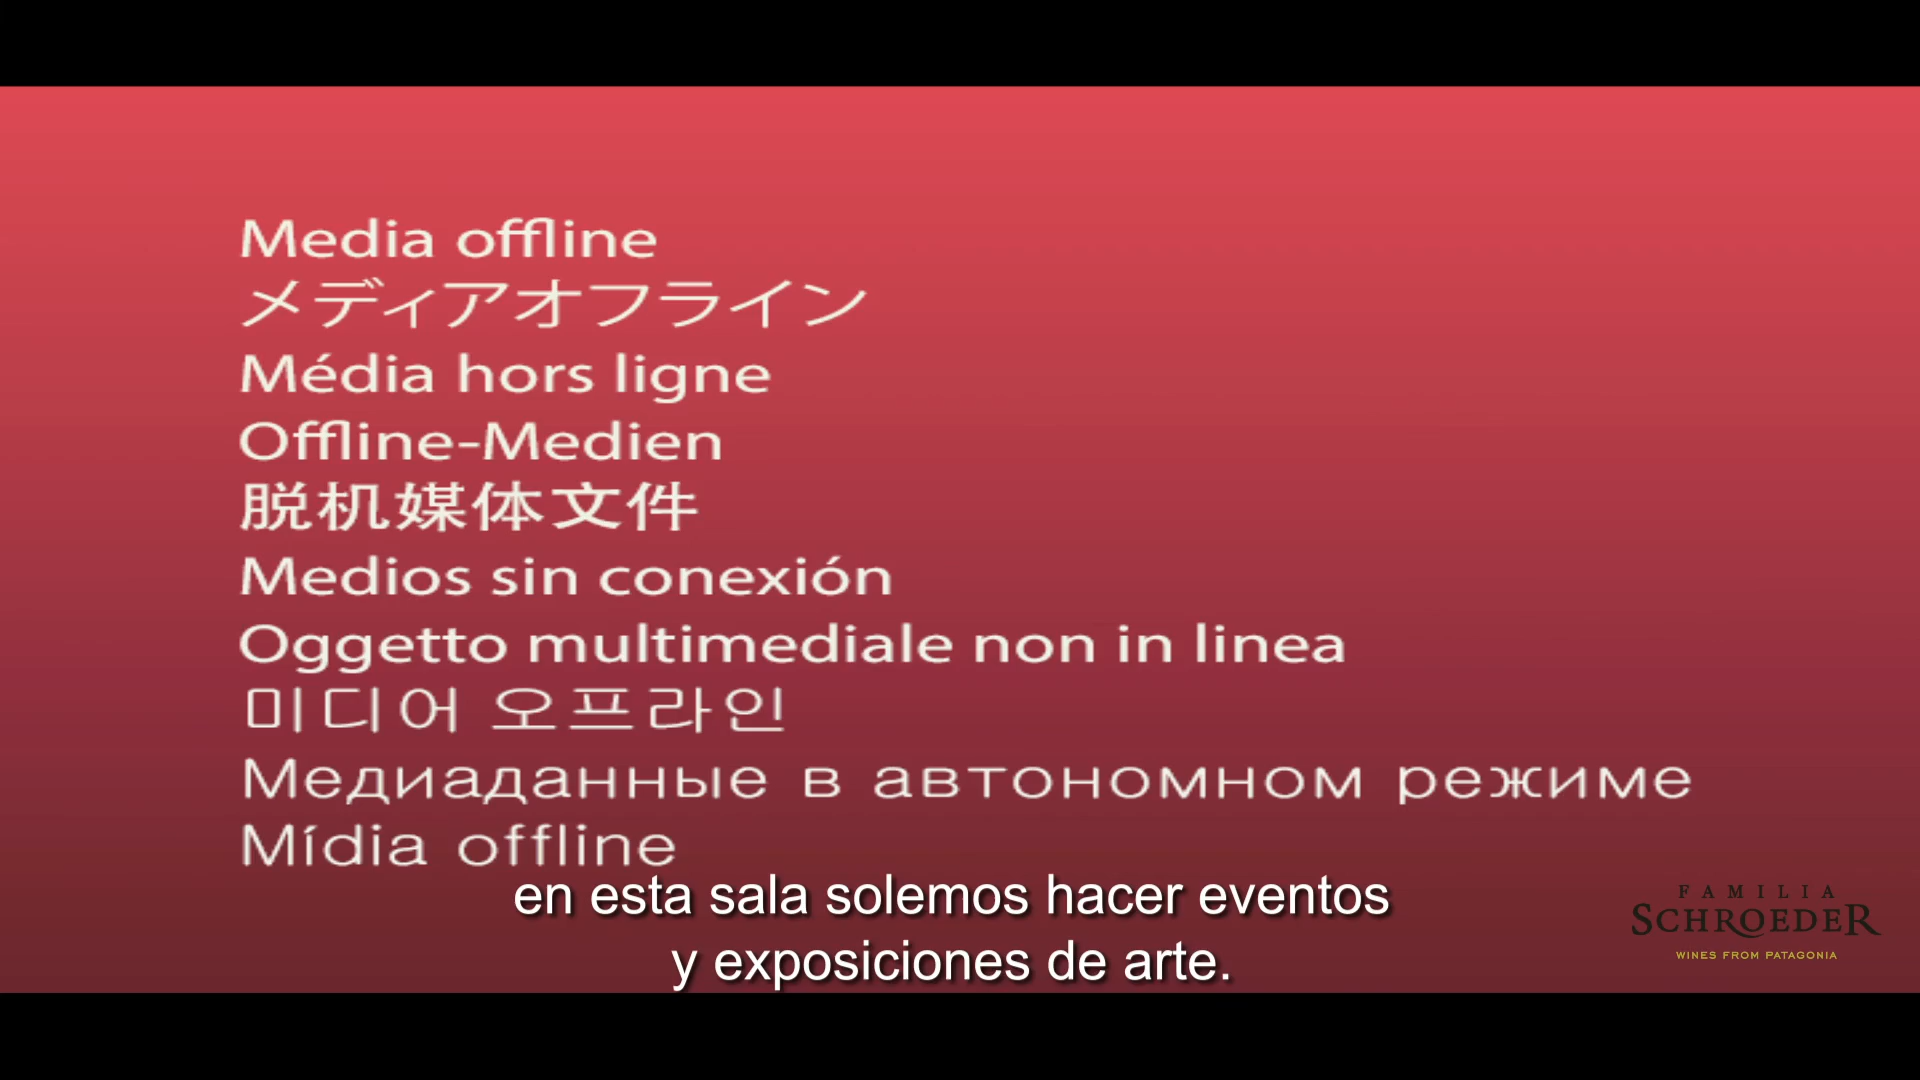 Media offline
メディアオフライン
Média hors ligne
Offline-Medien
脱机媒体文件
Medios sin conexión
Oggetto multimediale non in linea
미디어 오프라인
Медиаданные в автономном режиме
Mídia offline
en esta sala solemos hacer eventos
y exposiciones de arte.
FAMILIA
SCHROEDER
WINES FROM PATAGONIA